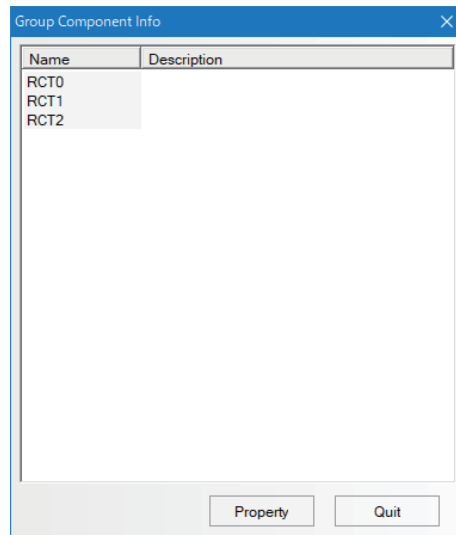 Group Component Info
Name Description
RCT0
RCT1
RCT2
Property Quit